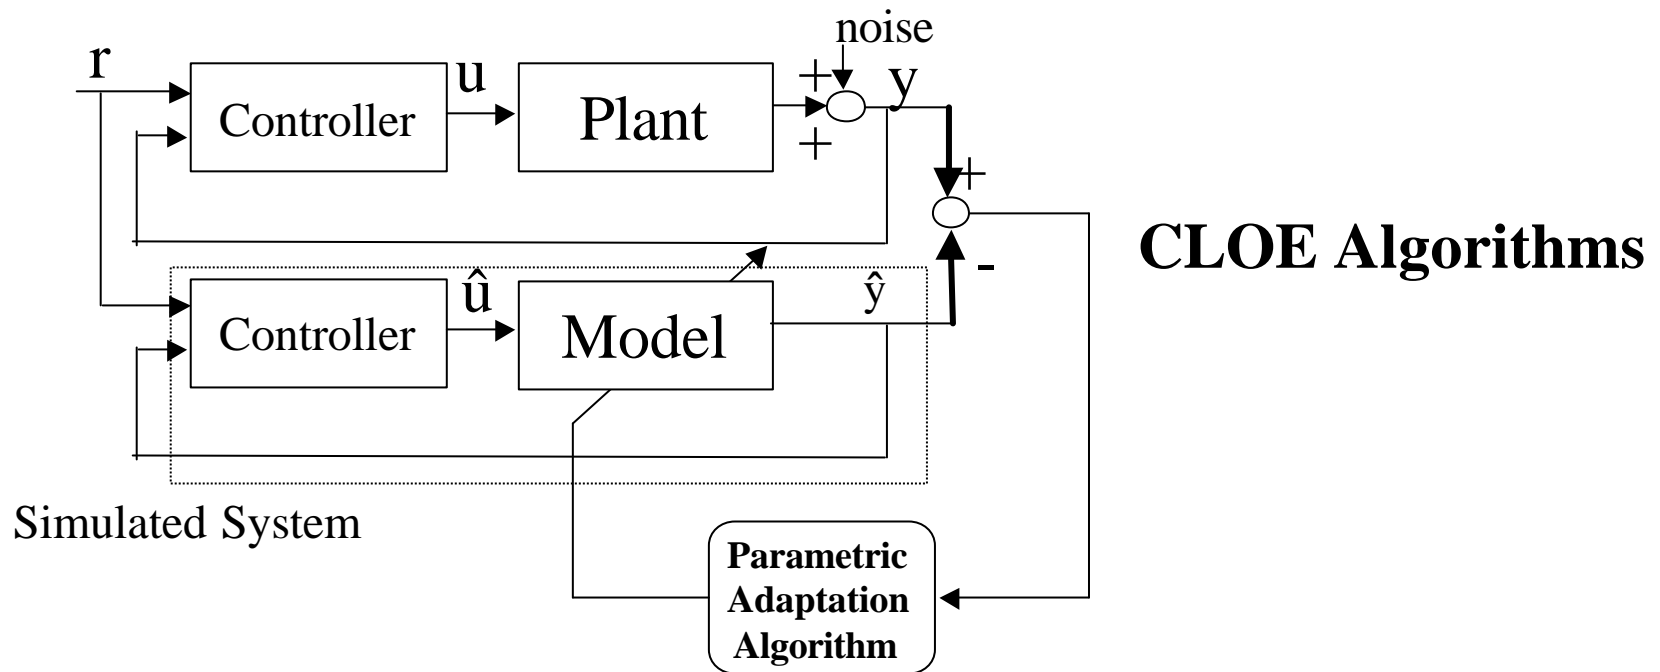 noise
r
u
+
y
Controller
Plant
+
+
CLOE Algorithms
-
û
ŷ
Controller
Model
Simulated System
Parametric
Adaptation
Algorithm